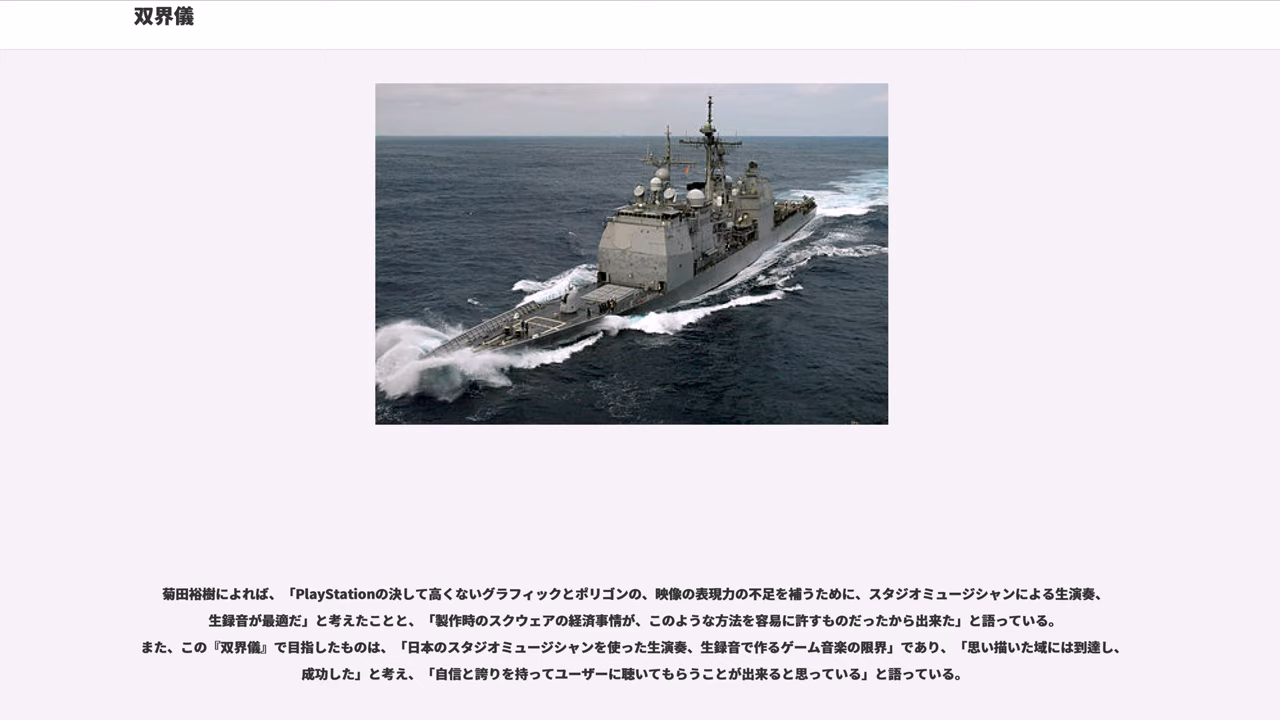 双界儀
菊田裕樹によれば、「PlayStationの決して高くないグラフィックとポリゴンの、映像の表現力の不足を補うために、スタジオミュージシャンによる生演奏、
生録音が最適だ」と考えたことと、「製作時のスクウェアの経済事情が、このような方法を容易に許すものだったから出来た」と語っている。
また、この『双界儀』で目指したものは、「日本のスタジオミュージシャンを使った生演奏、生録音で作るゲーム音楽の限界」であり、「思い描いた域には到達し、
成功した」と考え、「自信と誇りを持ってユーザーに聴いてもらうことが出来ると思っている」と語っている。